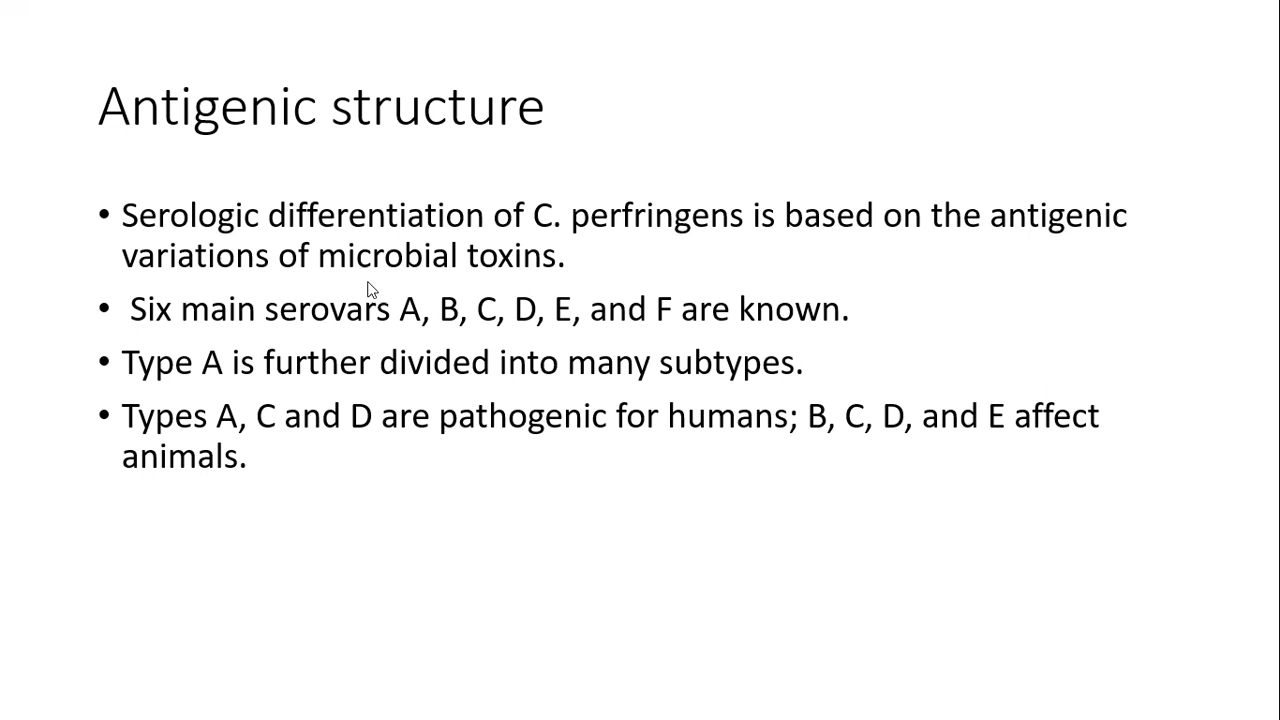 Antigenic structure
• Serologic differentiation of C. perfringens is based on the antigenic
variations of microbial toxins.
• Six main serovars A, B, C, D, E, and F are known.
• Type A is further divided into many subtypes.
• Types A, C and D are pathogenic for humans; B, C, D, and E affect
animals.